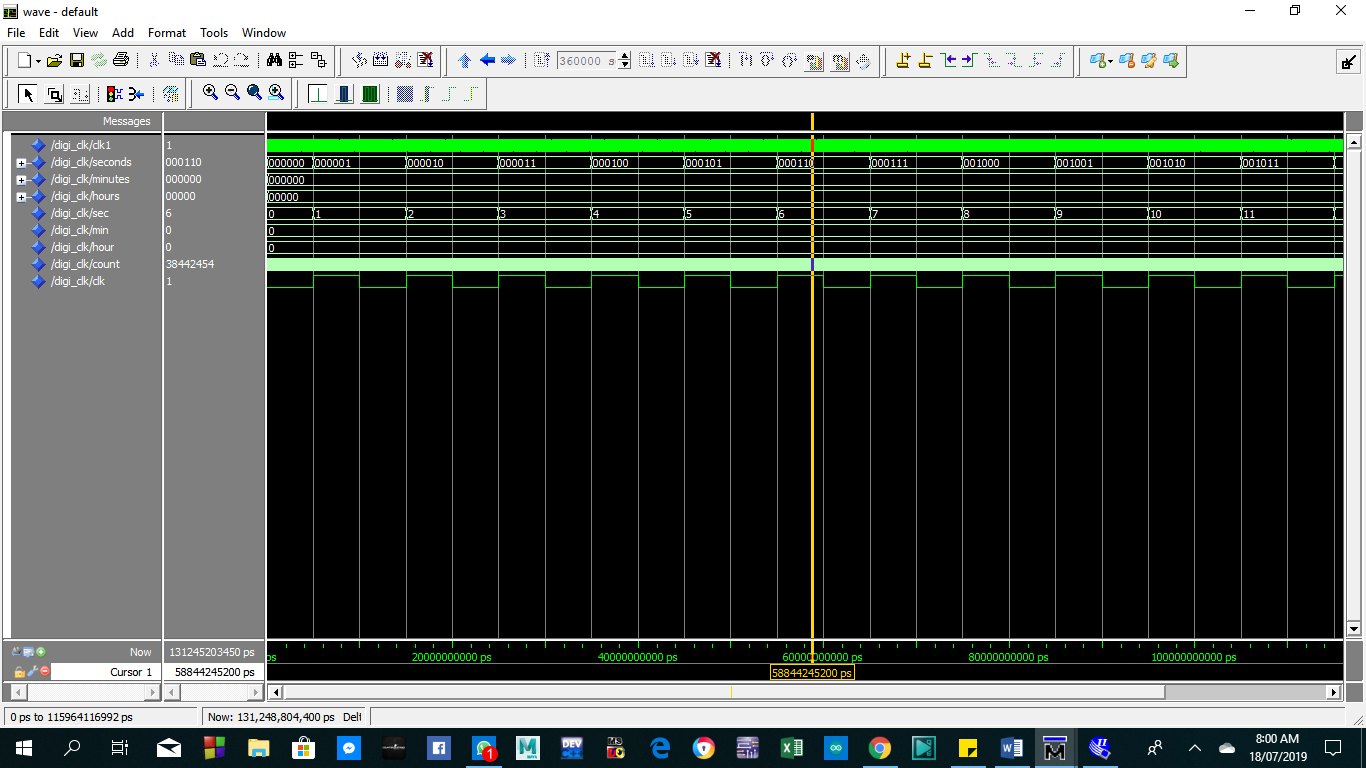 wave - default
File Edit View Add Format Tools Window
360000 s
Messages
/digi_clk/clk1 1
/digi_clk/seconds 000110 000000 000001 000010 000011 000100 000101 000110 000111 001000 001001 001010 001011
/digi_clk/minutes 000000 000000
/digi_clk/hours 00000 00000
/digi_clk/sec 6 0 1 2 3 4 5 6 7 8 9 10 11
/digi_clk/min 0 0
/digi_clk/hour 0 0
/digi_clk/count 38442454
/digi_clk/clk 1
Now 131245203450 ps ps 20000000000 ps 40000000000 ps 60000000000 ps 80000000000 ps 100000000000 ps
Cursor 1 58844245200 ps 58844245200 ps
0 ps to 115964116992 ps Now: 131,248,804,400 ps Delt
1 M MAYA DEV M8 W M
8:00 AM
18/07/2019